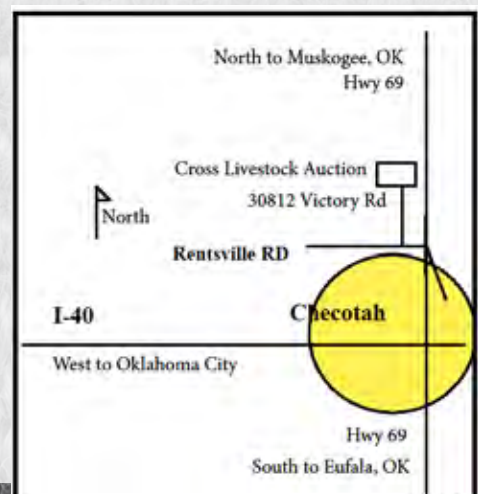 North to Muskogee, OK
Hwy 69
Cross Livestock Auction
30812 Victory Rd
North
Rentsville RD
I-40
Checotah
West to Oklahoma City
Hwy 69
South to Eufala, OK